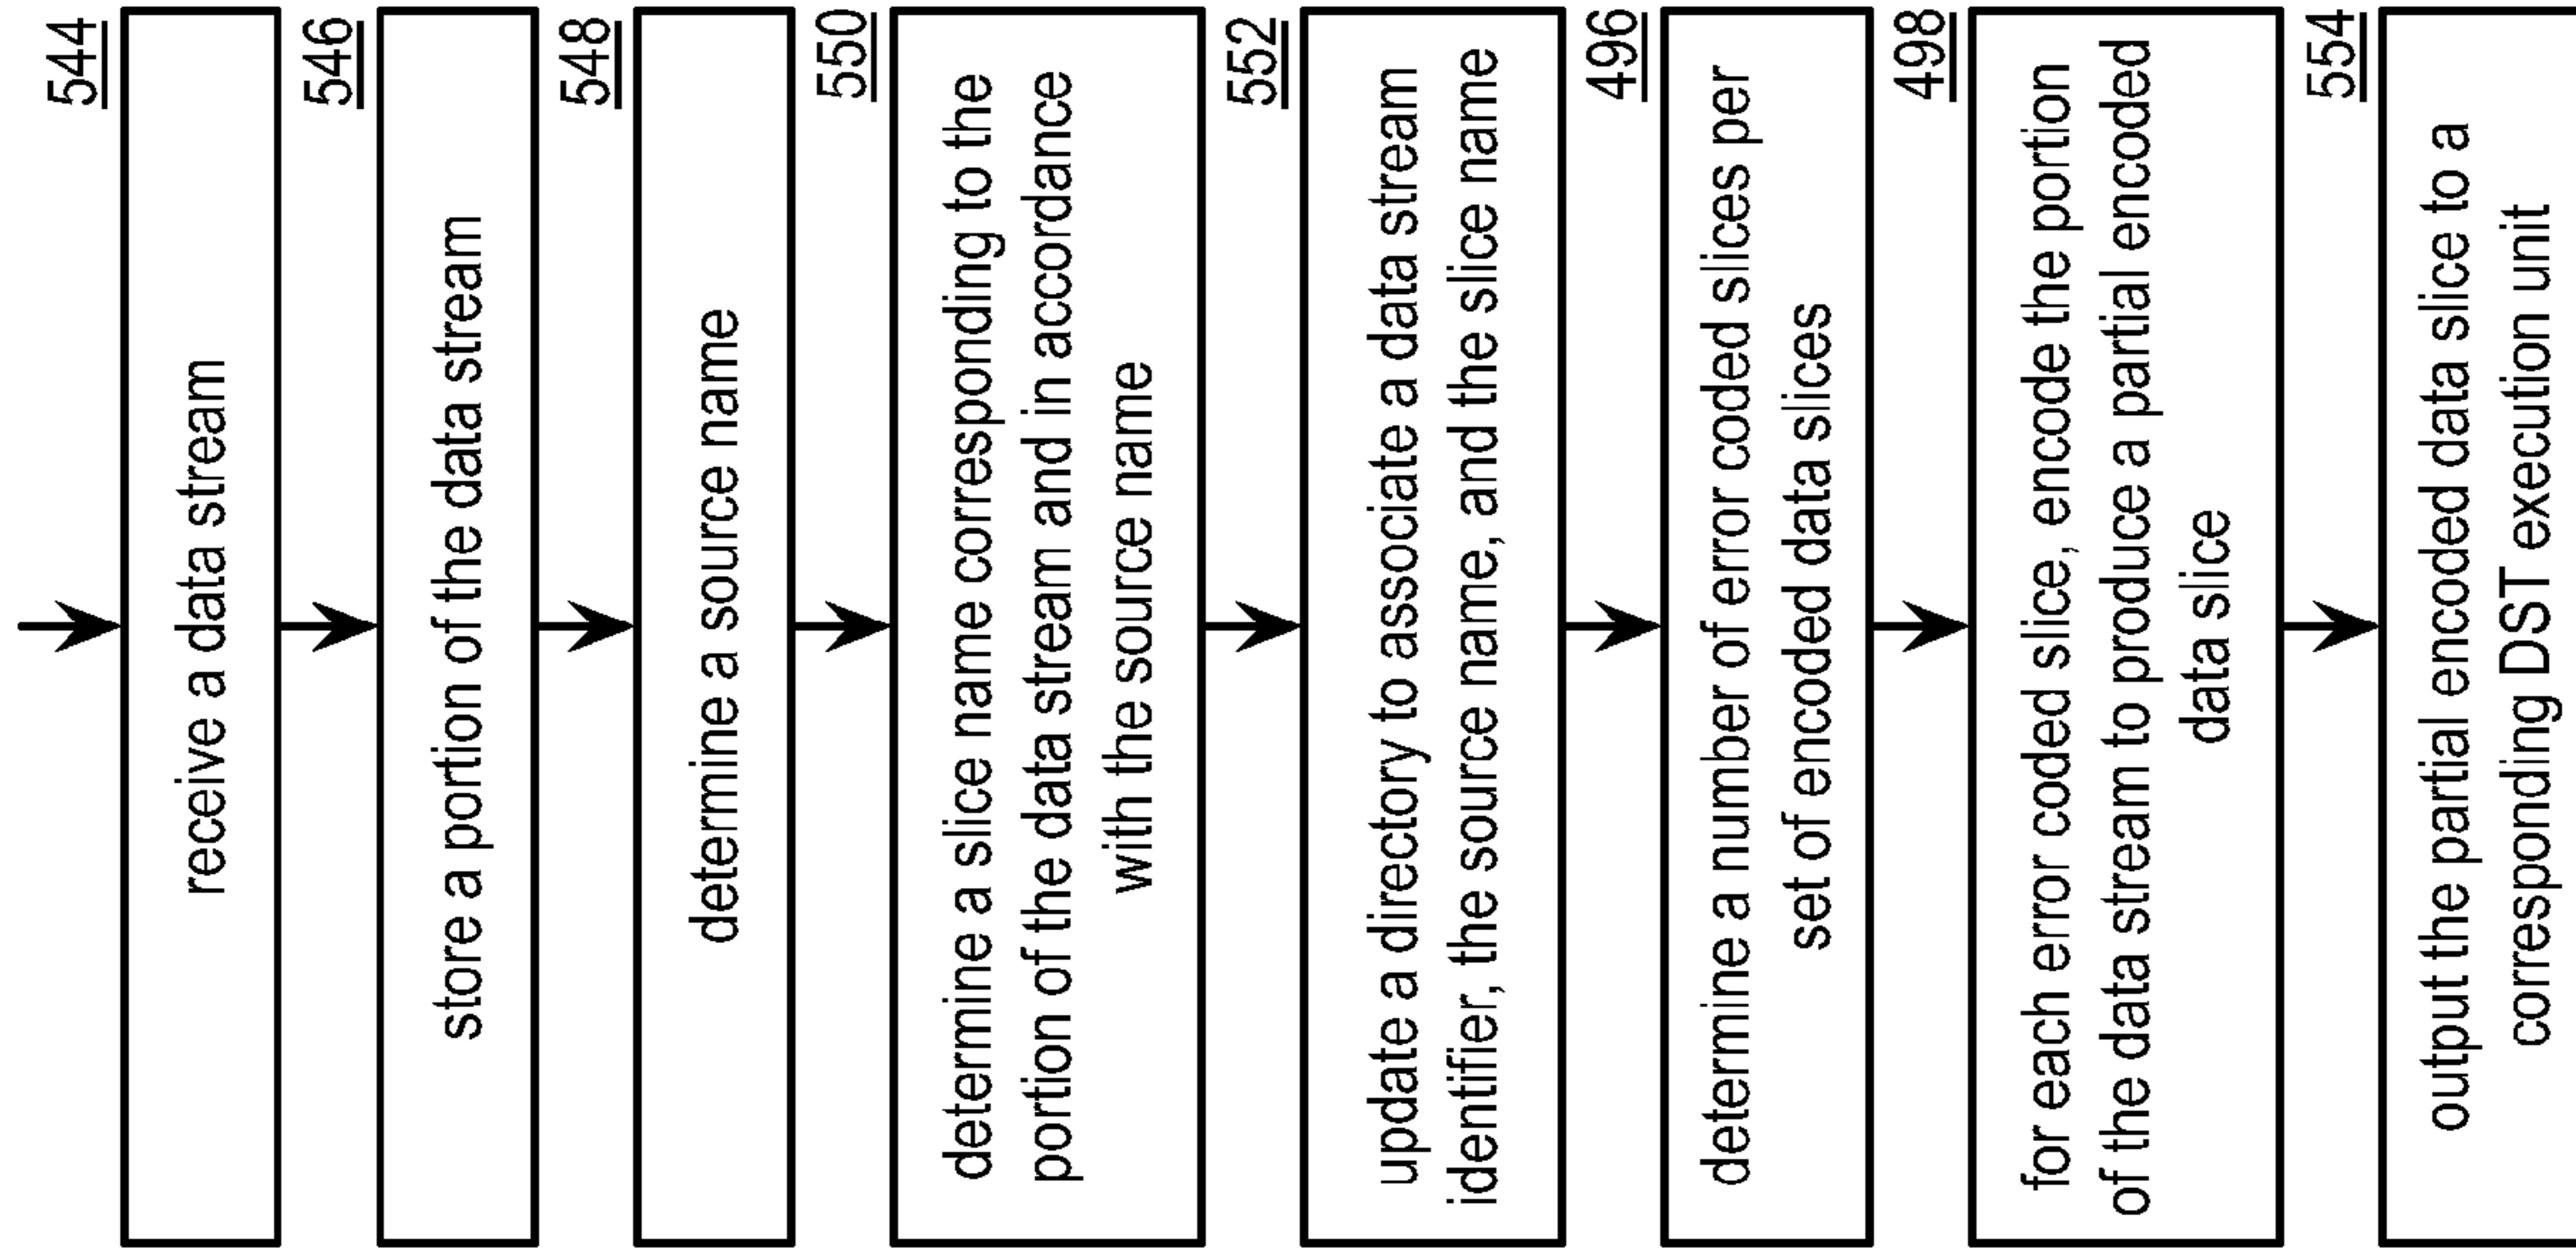 544
receive a data stream
546
store a portion of the data stream
548
determine a source name
550
determine a slice name corresponding to the
portion of the data stream and in accordance
with the source name
552
update a directory to associate a data stream
identifier, the source name, and the slice name
496
determine a number of error coded slices per
set of encoded data slices
498
for each error coded slice, encode the portion
of the data stream to produce a partial encoded
data slice
554
output the partial encoded data slice to a
corresponding DST execution unit